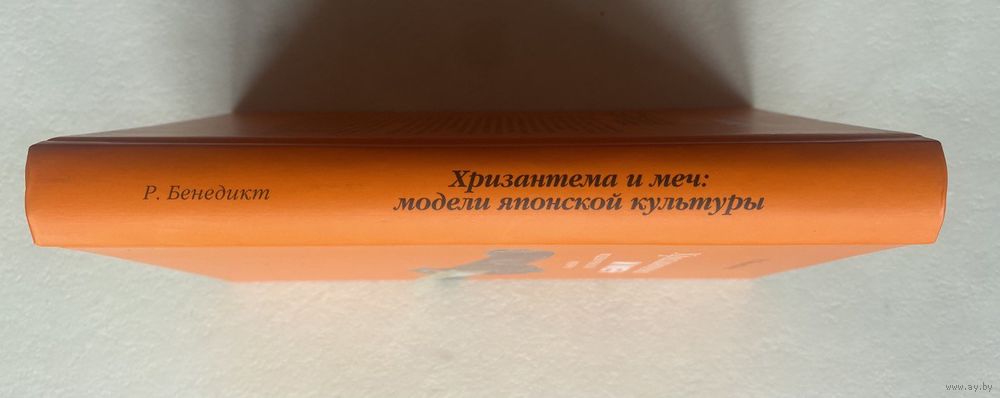 Р. Бенедикт
Хризантема и меч:
модели японской культуры
www.ay.by